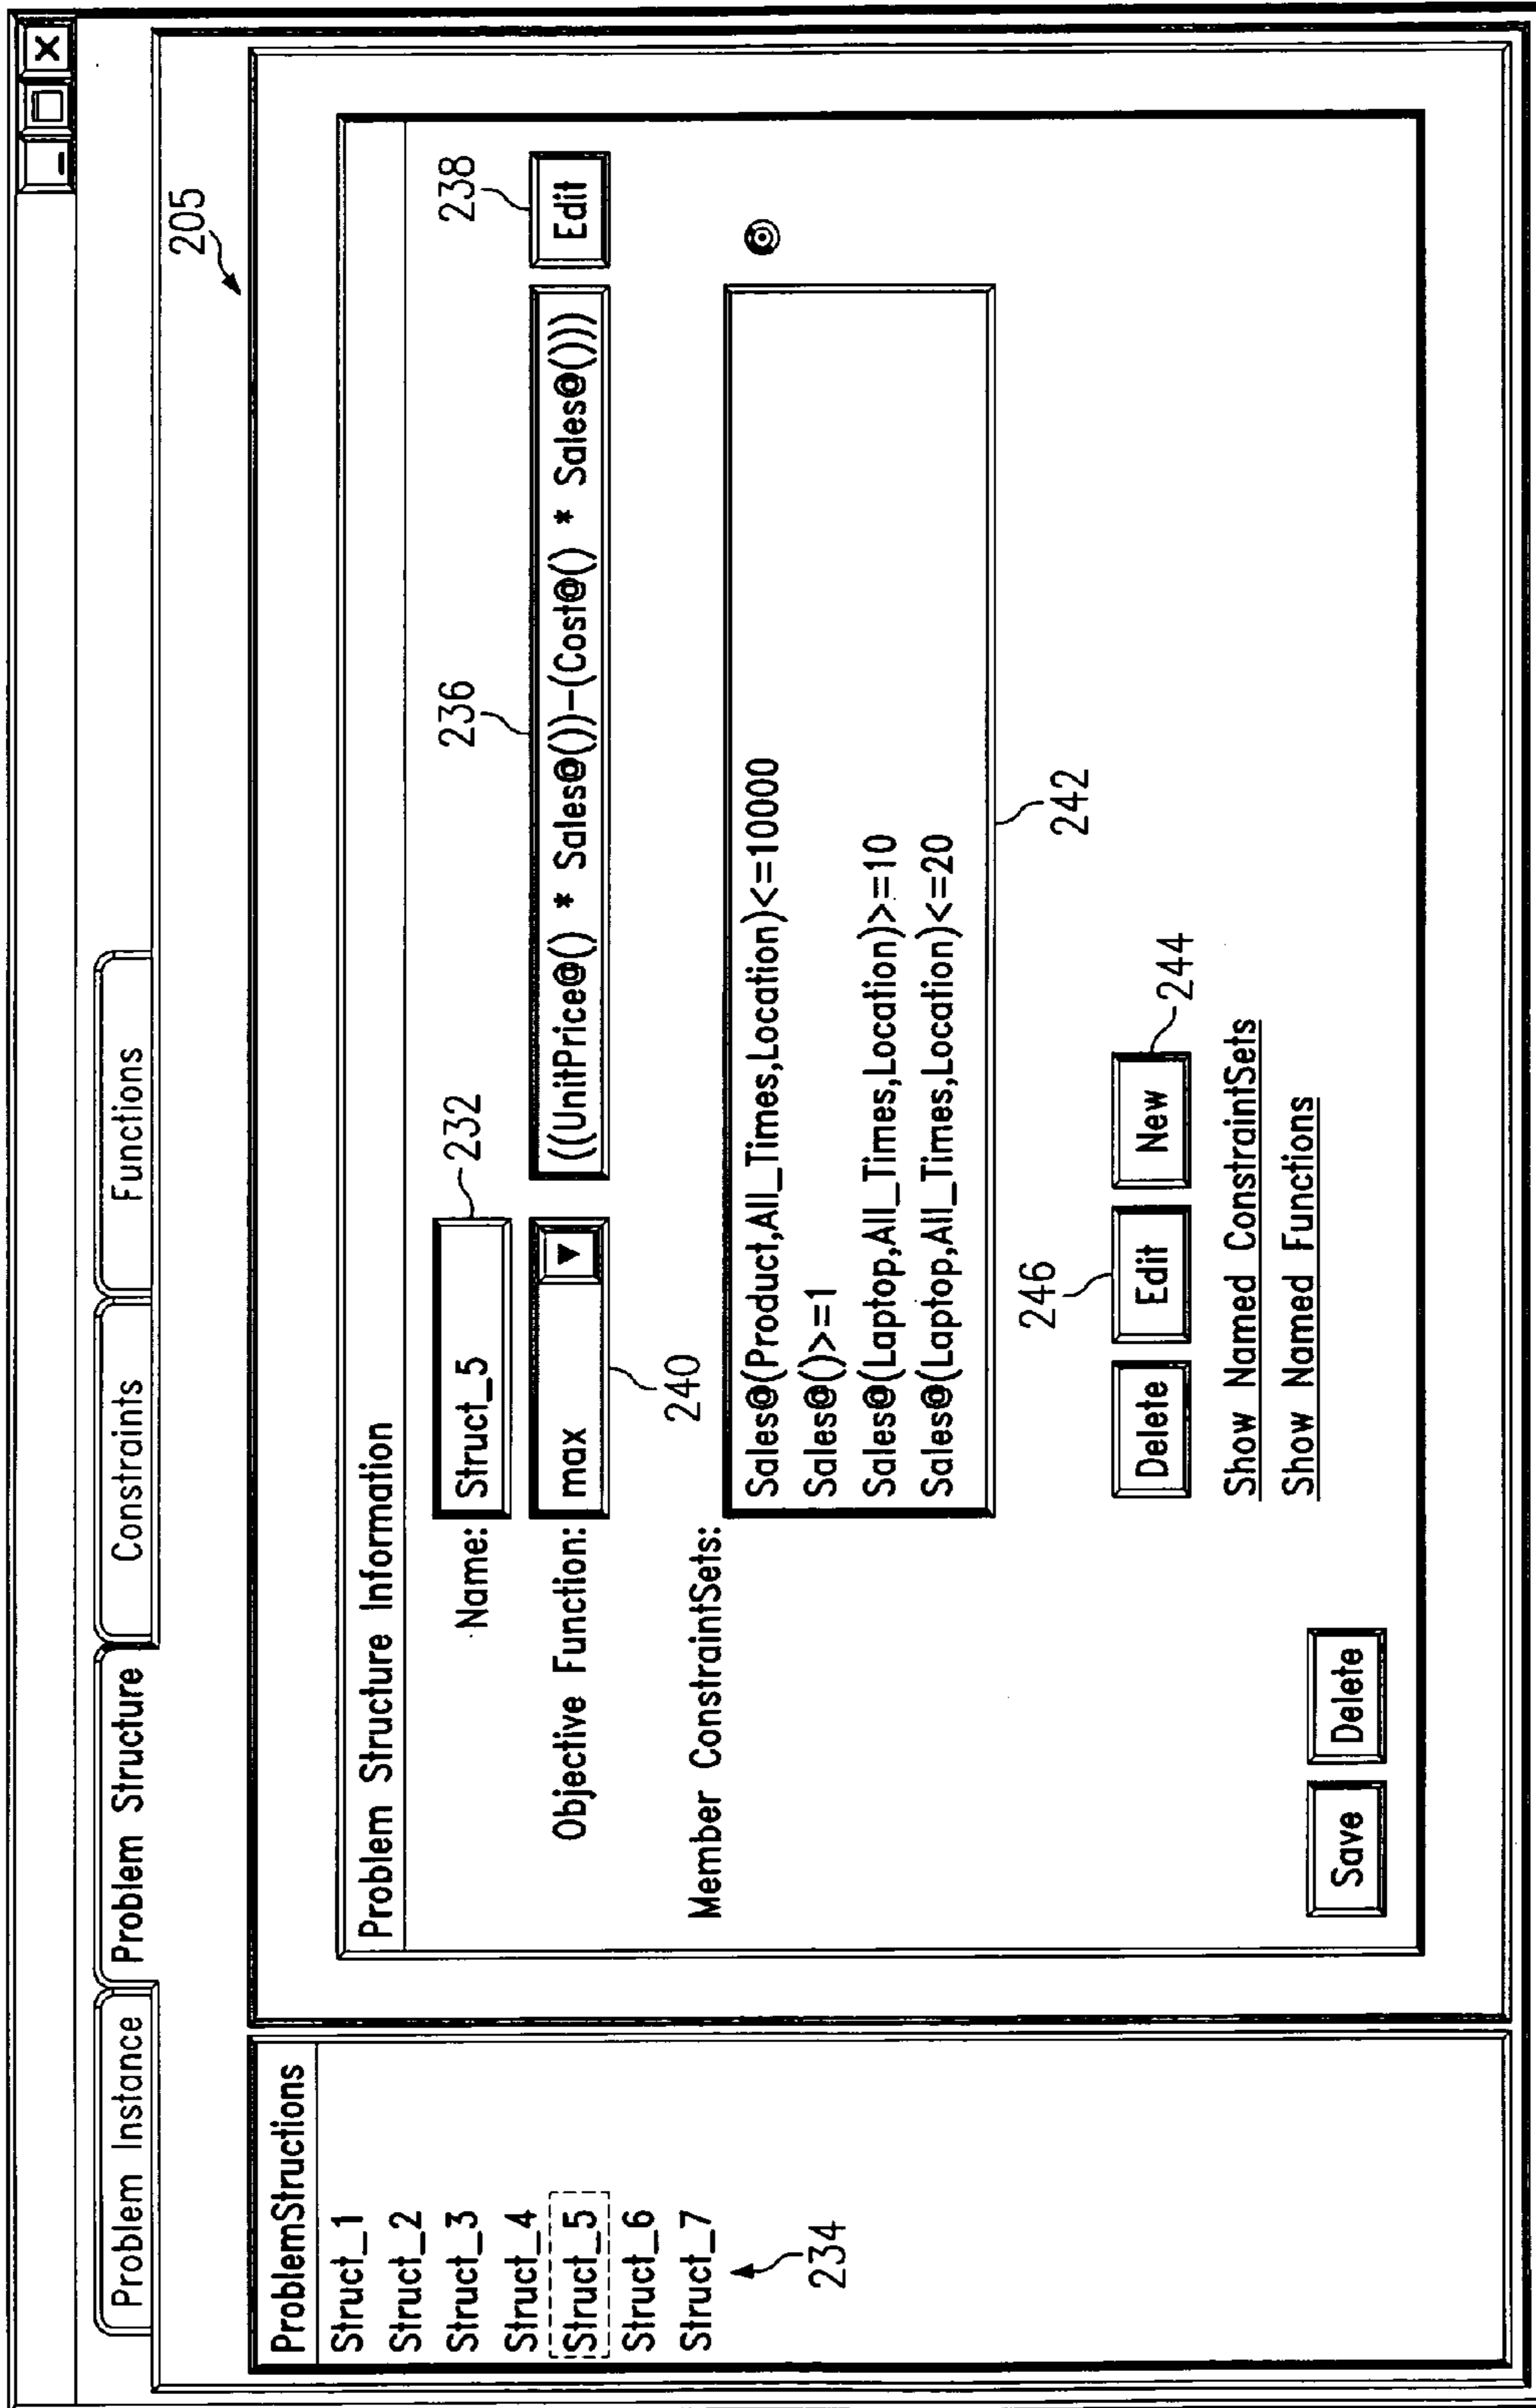 Problem Instance
Problem Structure
Constraints
Functions
205
ProblemStructions
Struct_1
Struct_2
Struct_3
Struct_4
Struct_5
Struct_6
Struct_7
234
Problem Structure Information
Name: Struct_5
232
236
238
Objective Function: max ((UnitPrice@() * Sales@())-(Cost@() * Sales@())) Edit
240
Member ConstraintSets:
Sales@(Product,All_Times,Location)<=10000
Sales@()>=1
Sales@(Laptop,All_Times,Location)>=10
Sales@(Laptop,All_Times,Location)<=20
242
246
244
Delete Edit New
Show Named ConstraintSets
Show Named Functions
Save Delete